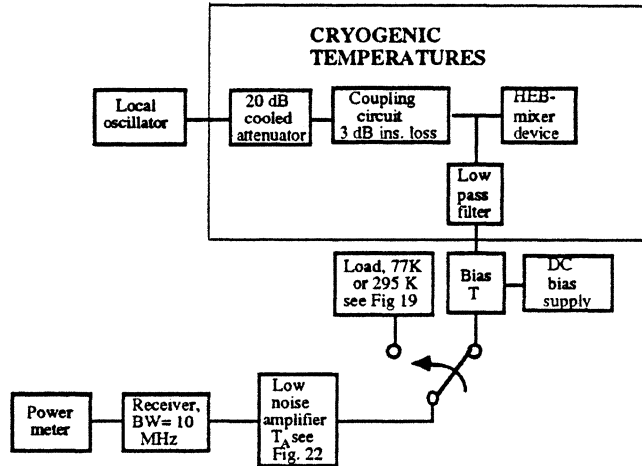 CRYOGENIC
TEMPERATURES
Local
oscillator
20 dB
cooled
attenuator
Coupling
circuit
3 dB ins. loss
HEB-
mixer
device
Low
pass
filter
Load, 77K
or 295 K
see Fig 19
Bias
T
DC
bias
supply
Power
meter
Receiver,
BW= 10
MHz
Low
noise
amplifier
TA see
Fig. 22